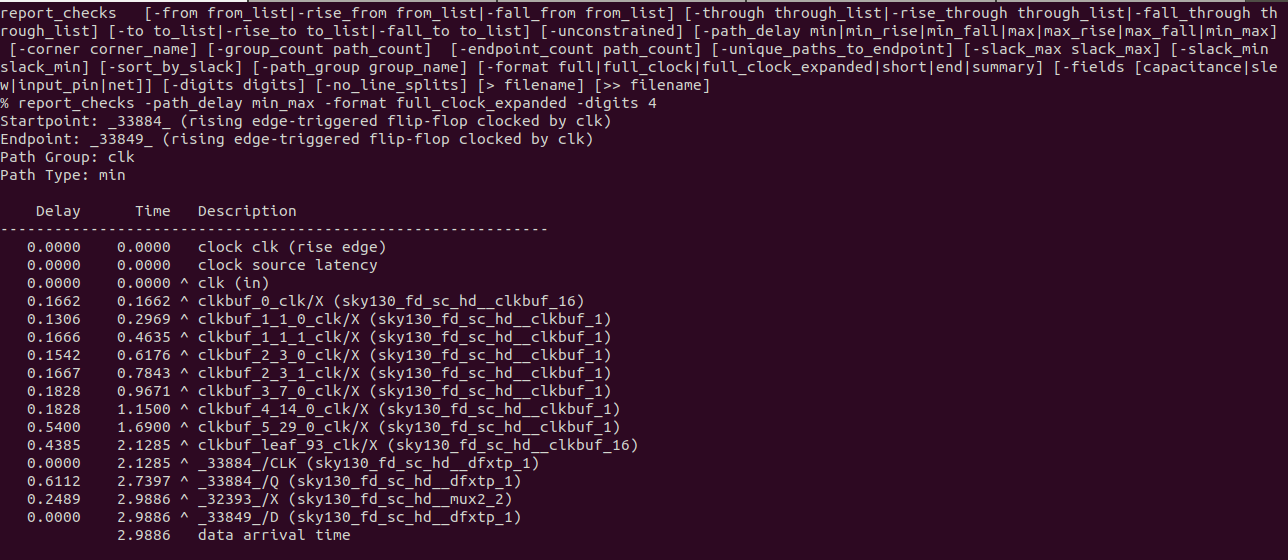 report_checks   [-from from_list|-rise_from from_list|-fall_from from_list] [-through through_list|-rise_through through_list|-fall_through th
rough_list] [-to to_list|-rise_to to_list|-fall_to to_list] [-unconstrained] [-path_delay min|min_rise|min_fall|max|max_rise|max_fall|min_max]
 [-corner corner_name] [-group_count path_count]  [-endpoint_count path_count] [-unique_paths_to_endpoint] [-slack_max slack_max] [-slack_min
slack_min] [-sort_by_slack] [-path_group group_name] [-format full|full_clock|full_clock_expanded|short|end|summary] [-fields [capacitance|sle
w|input_pin|net]] [-digits digits] [-no_line_splits] [> filename] [>> filename]
% report_checks -path_delay min_max -format full_clock_expanded -digits 4
Startpoint: _33884_ (rising edge-triggered flip-flop clocked by clk)
Endpoint: _33849_ (rising edge-triggered flip-flop clocked by clk)
Path Group: clk
Path Type: min
    Delay      Time   Description
-------------------------------------------------------------
   0.0000    0.0000   clock clk (rise edge)
   0.0000    0.0000   clock source latency
   0.0000    0.0000 ^ clk (in)
   0.1662    0.1662 ^ clkbuf_0_clk/X (sky130_fd_sc_hd__clkbuf_16)
   0.1306    0.2969 ^ clkbuf_1_1_0_clk/X (sky130_fd_sc_hd__clkbuf_1)
   0.1666    0.4635 ^ clkbuf_1_1_1_clk/X (sky130_fd_sc_hd__clkbuf_1)
   0.1542    0.6176 ^ clkbuf_2_3_0_clk/X (sky130_fd_sc_hd__clkbuf_1)
   0.1667    0.7843 ^ clkbuf_2_3_1_clk/X (sky130_fd_sc_hd__clkbuf_1)
   0.1828    0.9671 ^ clkbuf_3_7_0_clk/X (sky130_fd_sc_hd__clkbuf_1)
   0.1828    1.1500 ^ clkbuf_4_14_0_clk/X (sky130_fd_sc_hd__clkbuf_1)
   0.5400    1.6900 ^ clkbuf_5_29_0_clk/X (sky130_fd_sc_hd__clkbuf_1)
   0.4385    2.1285 ^ clkbuf_leaf_93_clk/X (sky130_fd_sc_hd__clkbuf_16)
   0.0000    2.1285 ^ _33884_/CLK (sky130_fd_sc_hd__dfxtp_1)
   0.6112    2.7397 ^ _33884_/Q (sky130_fd_sc_hd__dfxtp_1)
   0.2489    2.9886 ^ _32393_/X (sky130_fd_sc_hd__mux2_2)
   0.0000    2.9886 ^ _33849_/D (sky130_fd_sc_hd__dfxtp_1)
             2.9886   data arrival time